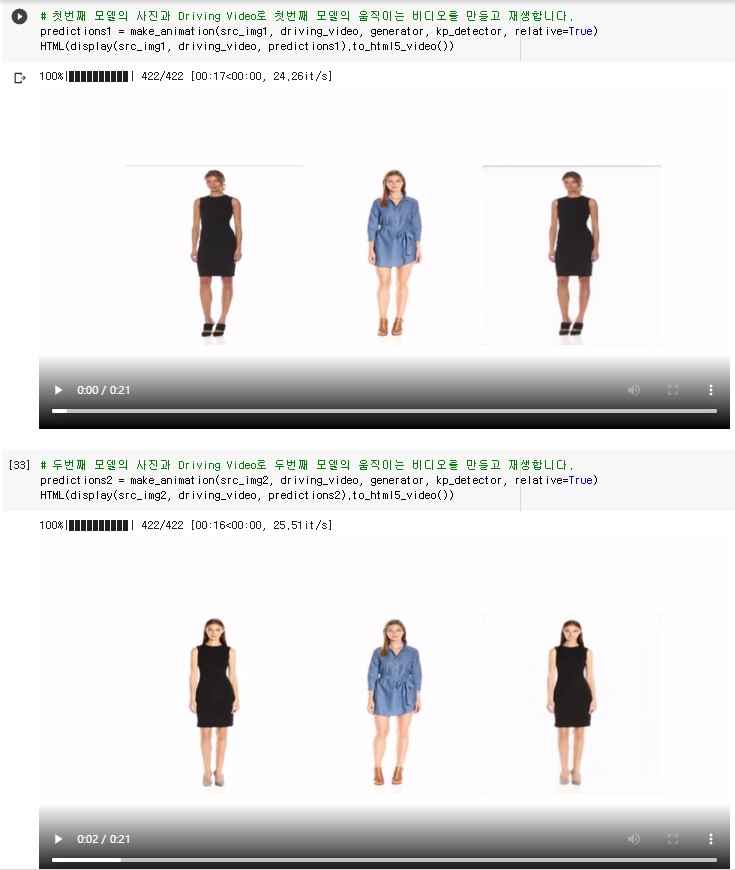 # 첫번째 모델의 사진과 Driving Video로 첫번째 모델의 움직이는 비디오를 만들고 재생합니다.
predictions1 = make_animation(src_img1, driving_video, generator, kp_detector, relative=True)
HTML(display(src_img1, driving_video, predictions1).to_html5_video())
100%|██████████| 422/422 [00:17<00:00, 24.26it/s]
0:00 / 0:21
[33] # 두번째 모델의 사진과 Driving Video로 두번째 모델의 움직이는 비디오를 만들고 재생합니다.
predictions2 = make_animation(src_img2, driving_video, generator, kp_detector, relative=True)
HTML(display(src_img2, driving_video, predictions2).to_html5_video())
100%|██████████| 422/422 [00:16<00:00, 25.51it/s]
0:02 / 0:21